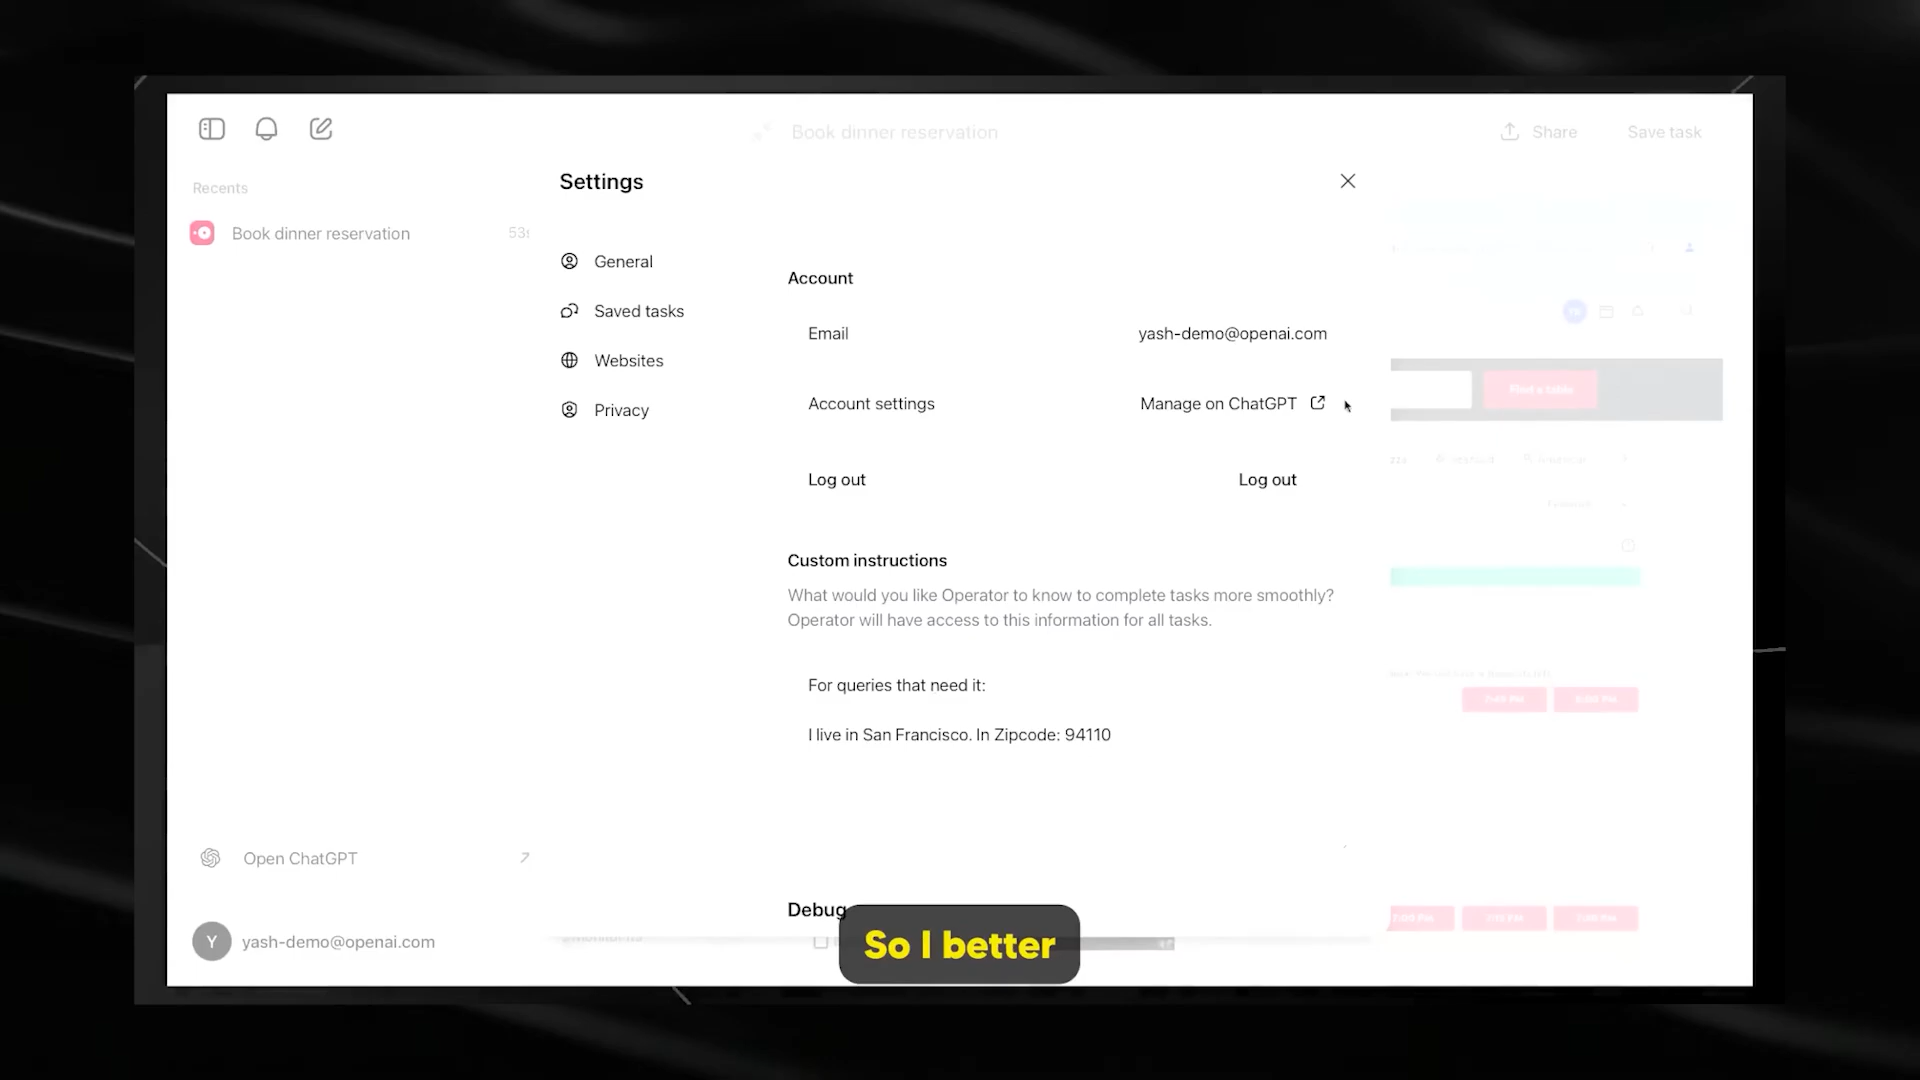 Book dinner reservation
Share
Save task
Recents
Settings
Book dinner reservation
General
Account
Saved tasks
Email
yash-demo@openai.com
Websites
Account settings
Manage on ChatGPT
Find a table
Privacy
Log out
Log out
Custom instructions
What would you like Operator to know to complete tasks more smoothly?
Operator will have access to this information for all tasks.
For queries that need it:
I live in San Francisco. In Zipcode: 94110
Open ChatGPT
Debug
Y
yash-demo@openai.com
So I better